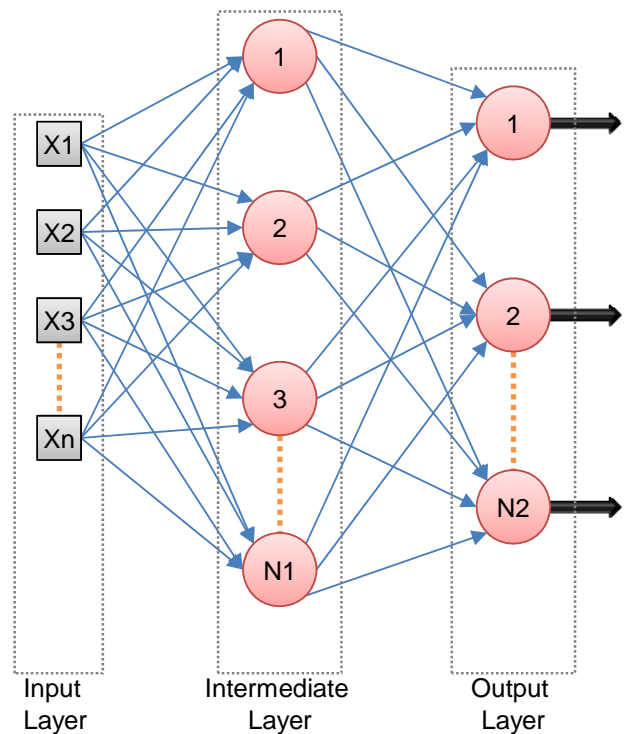 X1
X2
X3
Xn
1
2
3
N1
1
2
N2
Input
Layer
Intermediate
Layer
Output
Layer